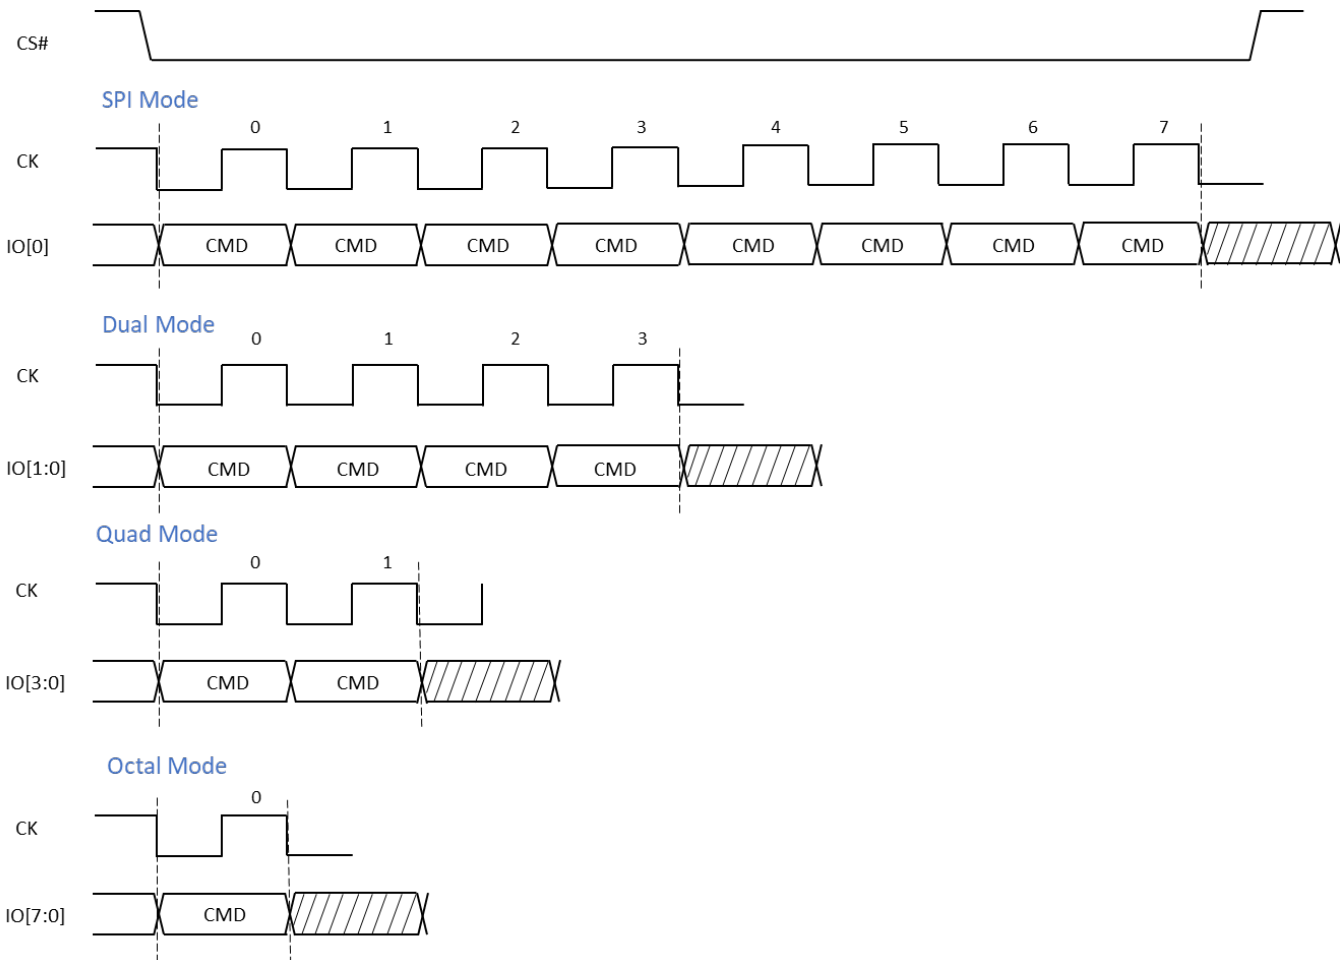 CS#
SPI Mode
0 1 2 3 4 5 6 7
CK
IO[0] CMD CMD CMD CMD CMD CMD CMD CMD
Dual Mode
0 1 2 3
CK
IO[1:0] CMD CMD CMD CMD
Quad Mode
0 1
CK
IO[3:0] CMD CMD
Octal Mode
0
CK
IO[7:0] CMD